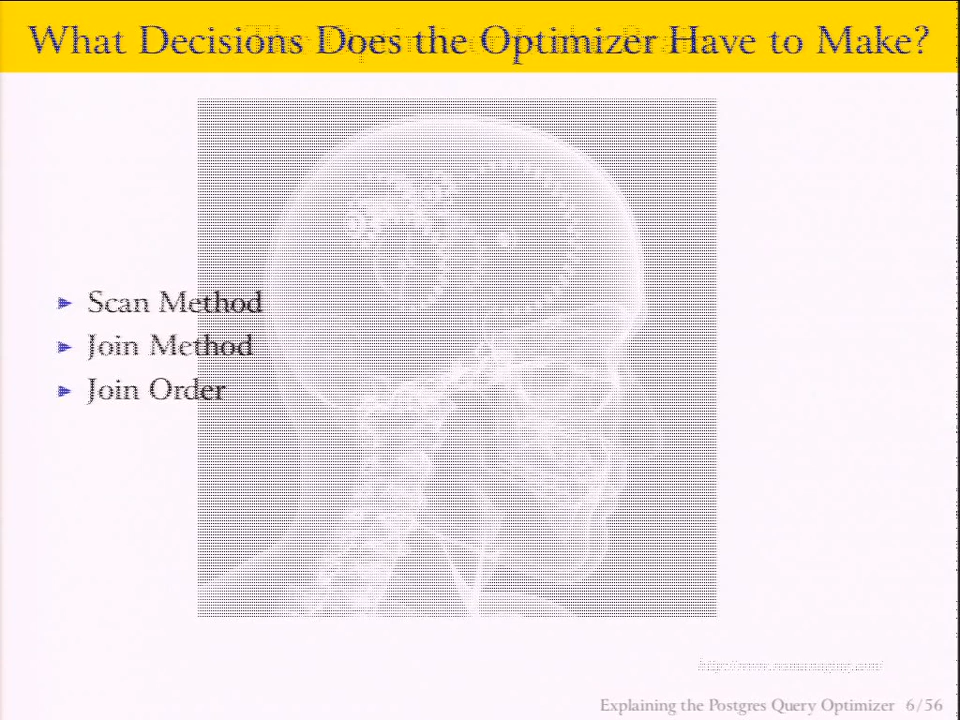 What Decisions Does the Optimizer Have to Make?
► Scan Method
► Join Method
► Join Order
Explaining the Postgres Query Optimizer 6/56